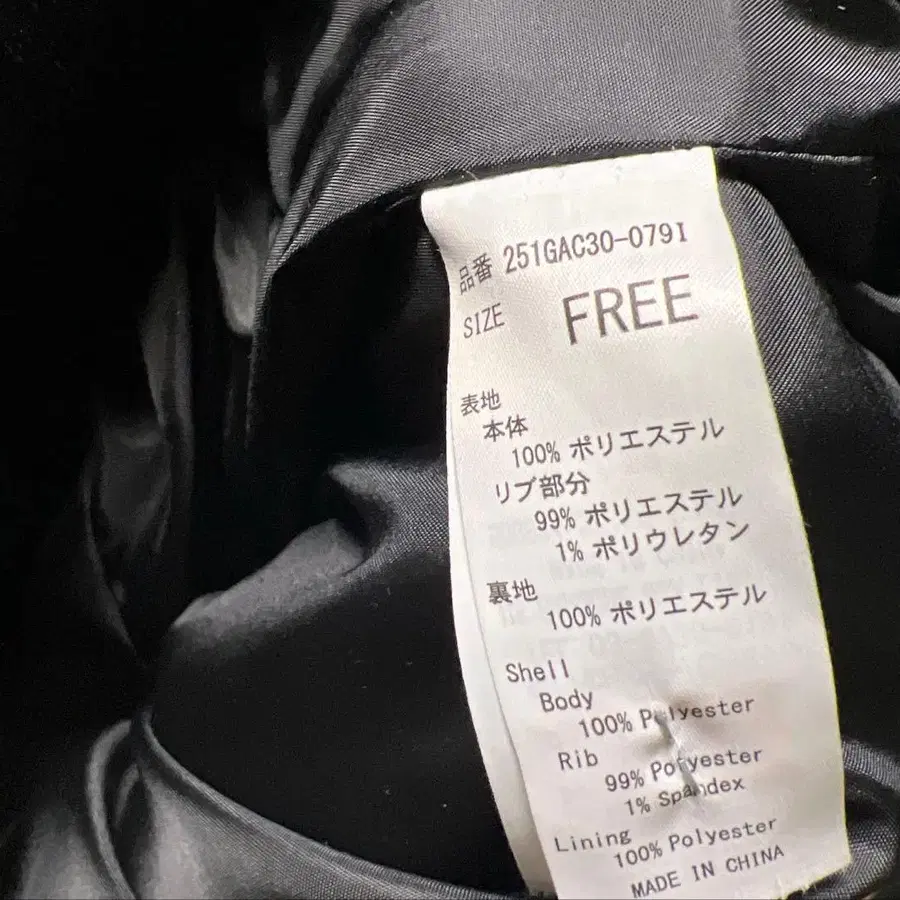 品番 251GAC30-079I
SIZE FREE
表地
本体
100% ポリエステル
リブ部分
99% ポリエステル
1% ポリウレタン
裏地
100% ポリエステル
Shell
Body
100% Polyester
Rib
99% Polyester
1% Spandex
Lining
100% Polyester
MADE IN CHINA